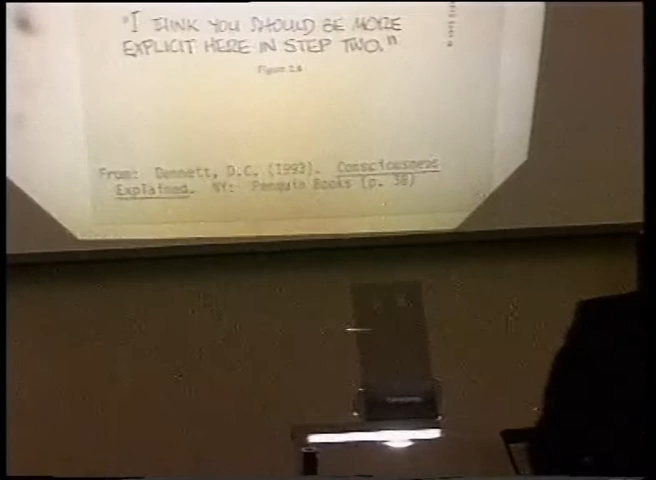 "I THINK YOU SHOULD BE MORE
EXPLICIT HERE IN STEP TWO."
Figure 2.4
From: Dennett, D.C. (1993). Consciousness
Explained. NY: Penguin Books (p. 38)